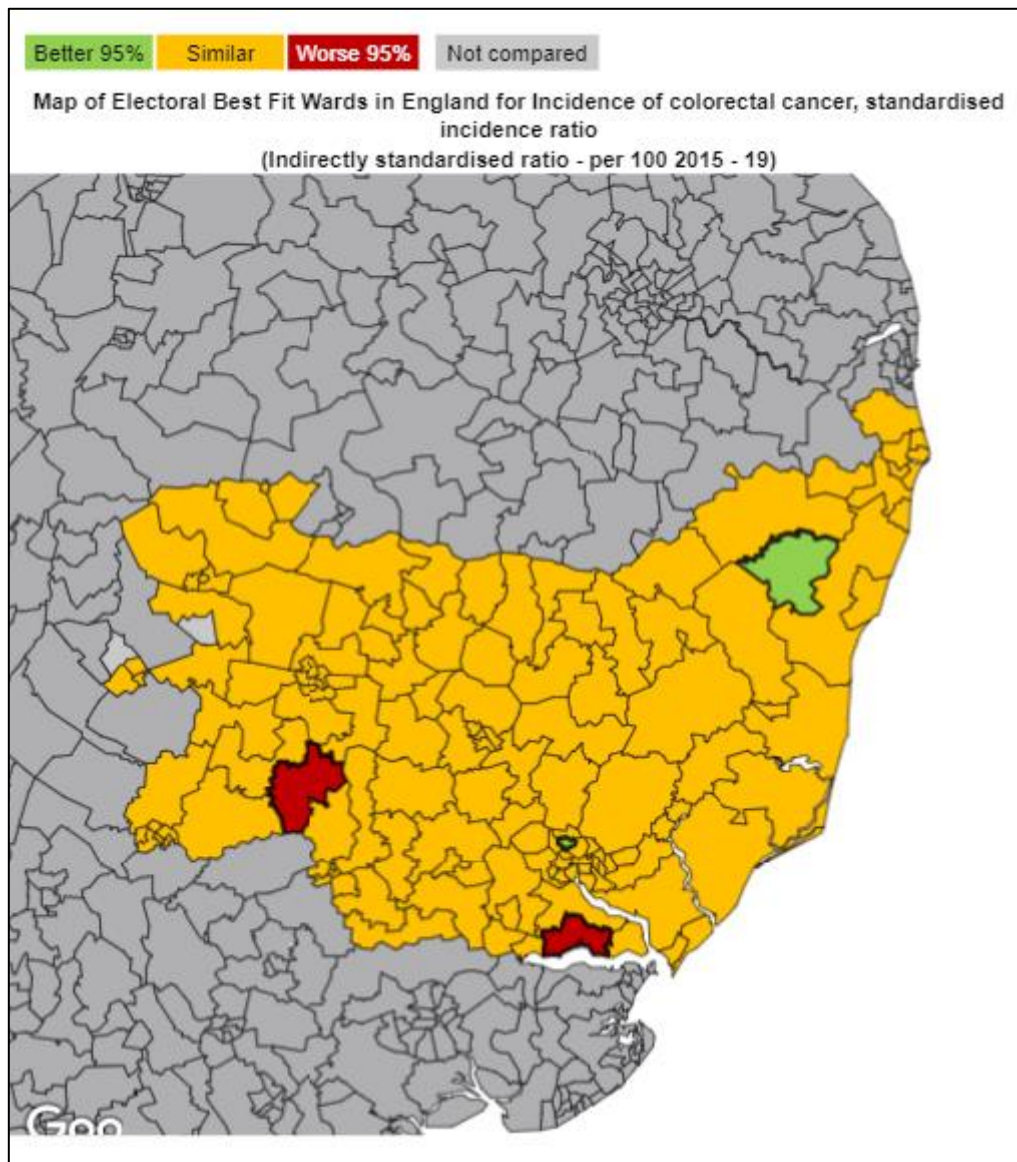 Better 95% Similar Worse 95% Not compared
Map of Electoral Best Fit Wards in England for Incidence of colorectal cancer, standardised
incidence ratio
(Indirectly standardised ratio - per 100 2015 - 19)